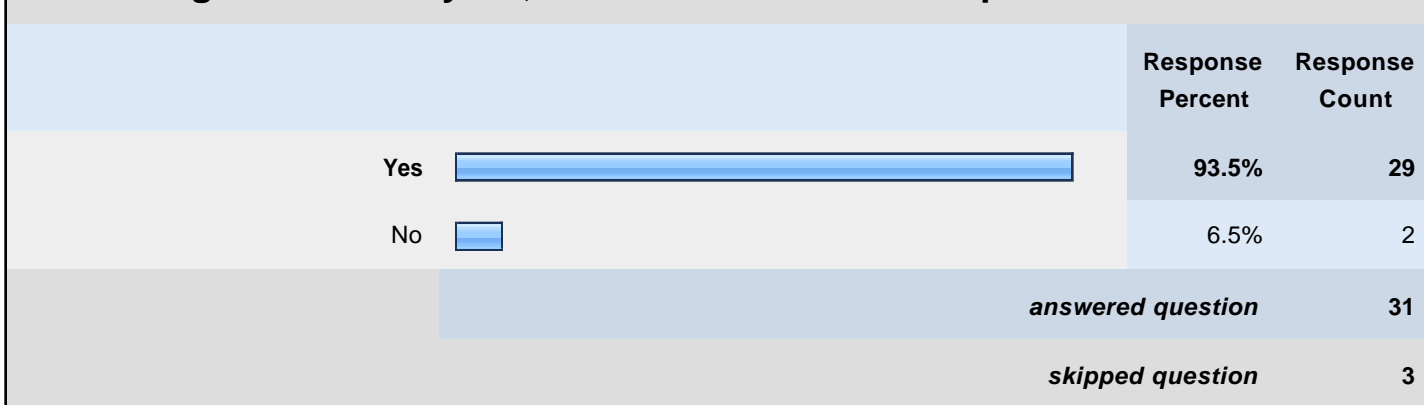 Response Response
Percent Count
Yes 93.5% 29
No 6.5% 2
answered question 31
skipped question 3